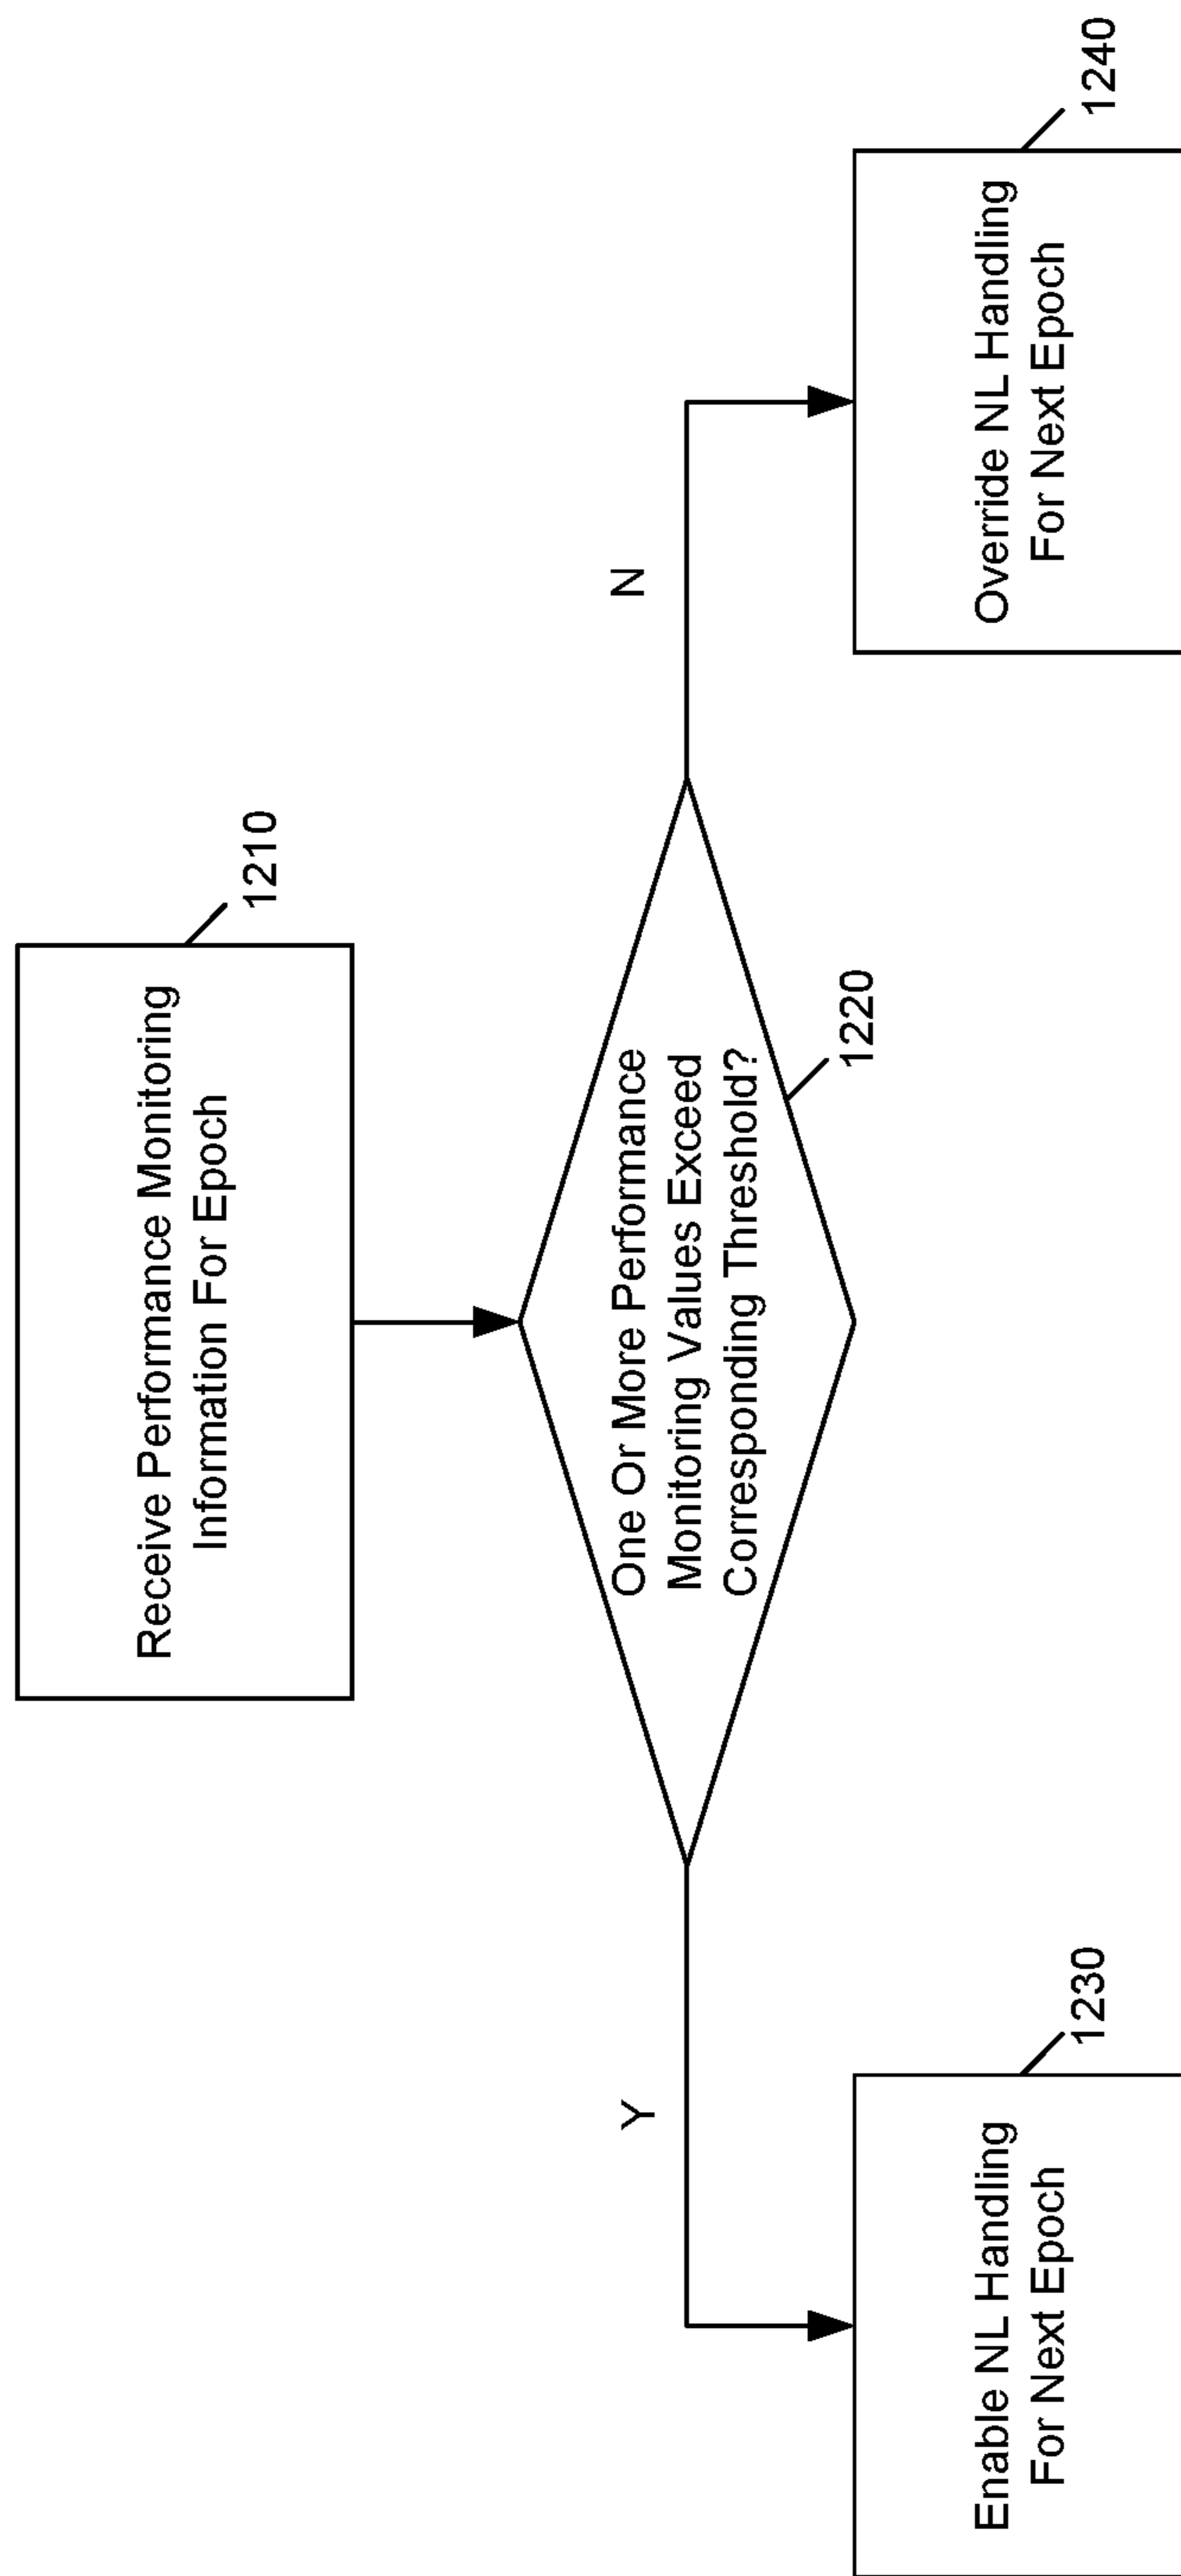 Receive Performance Monitoring
Information For Epoch
1210
One Or More Performance
Monitoring Values Exceed
Corresponding Threshold?
1220
Y
N
Enable NL Handling
For Next Epoch
1230
Override NL Handling
For Next Epoch
1240